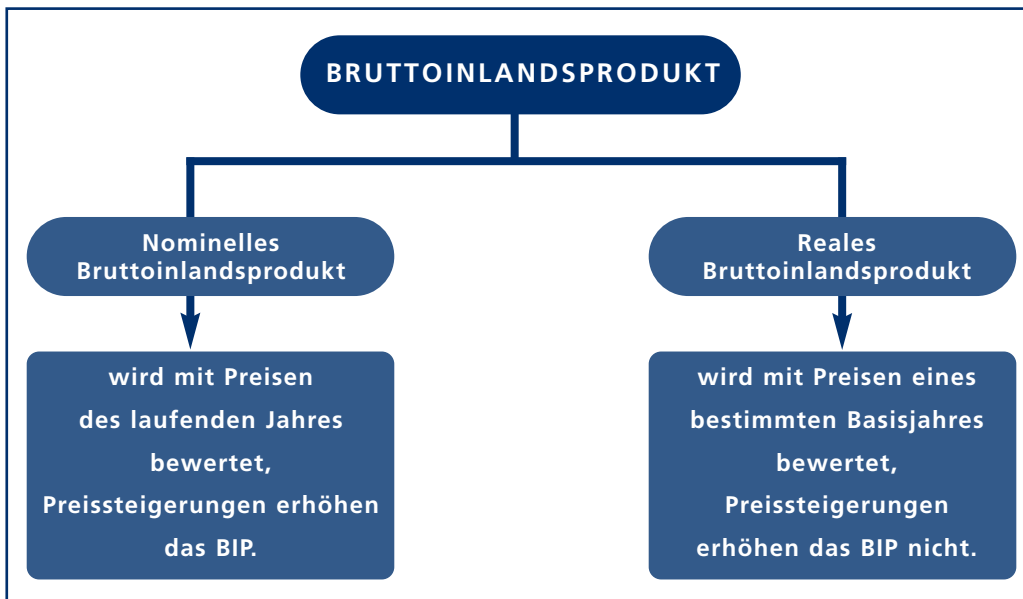 BRUTTOINLANDSPRODUKT
Nominelles
Bruttoinlandsprodukt
wird mit Preisen
des laufenden Jahres
bewertet,
Preissteigerungen erhöhen
das BIP.
Reales
Bruttoinlandsprodukt
wird mit Preisen eines
bestimmten Basisjahres
bewertet,
Preissteigerungen
erhöhen das BIP nicht.